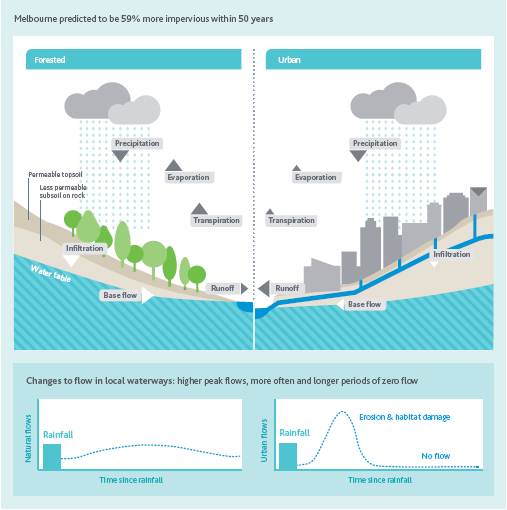 Melbourne predicted to be 59% more impervious within 50 years
Forested
Urban
Precipitation
Evaporation
Transpiration
Permeable topsoil
Less permeable
subsoil on rock
Infiltration
Water table
Base flow
Runoff
Precipitation
Evaporation
Transpiration
Runoff
Infiltration
Base flow
Changes to flow in local waterways: higher peak flows, more often and longer periods of zero flow
Natural flows
Rainfall
Time since rainfall
Urban flows
Rainfall
Erosion & habitat damage
No flow
Time since rainfall